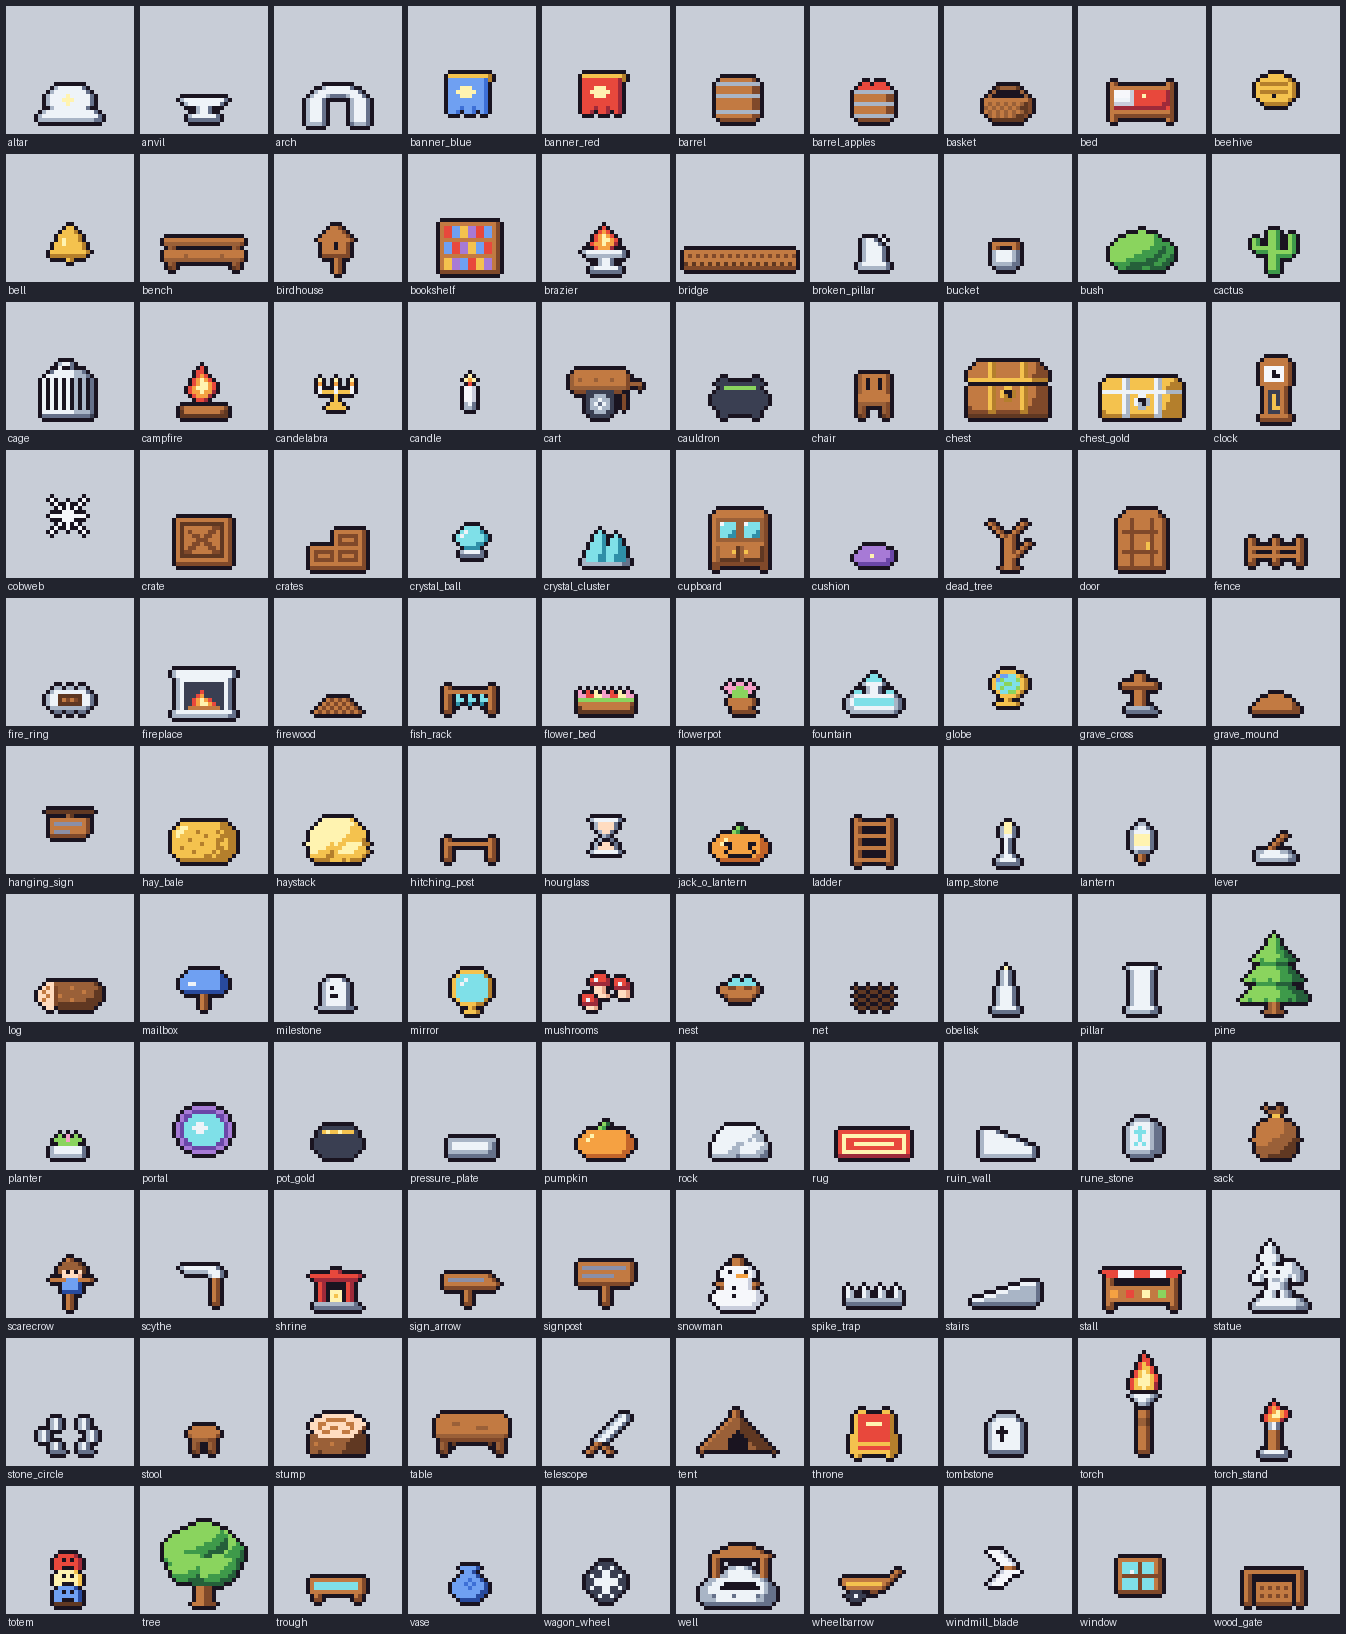 altar anvil arch banner_blue banner_red barrel barrel_apples basket bed beehive
bell bench birdhouse bookshelf brazier bridge broken_pillar bucket bush cactus
cage campfire candelabra candle cart cauldron chair chest chest_gold clock
cobweb crate crates crystal_ball crystal_cluster cupboard cushion dead_tree door fence
fire_ring fireplace firewood fish_rack flower_bed flowerpot fountain globe grave_cross grave_mound
hanging_sign hay_bale haystack hitching_post hourglass jack_o_lantern ladder lamp_stone lantern lever
log mailbox milestone mirror mushrooms nest net obelisk pillar pine
planter portal pot_gold pressure_plate pumpkin rock rug ruin_wall rune_stone sack
scarecrow scythe shrine sign_arrow signpost snowman spike_trap stairs stall statue
stone_circle stool stump table telescope tent throne tombstone torch torch_stand
totem tree trough vase wagon_wheel well wheelbarrow windmill_blade window wood_gate